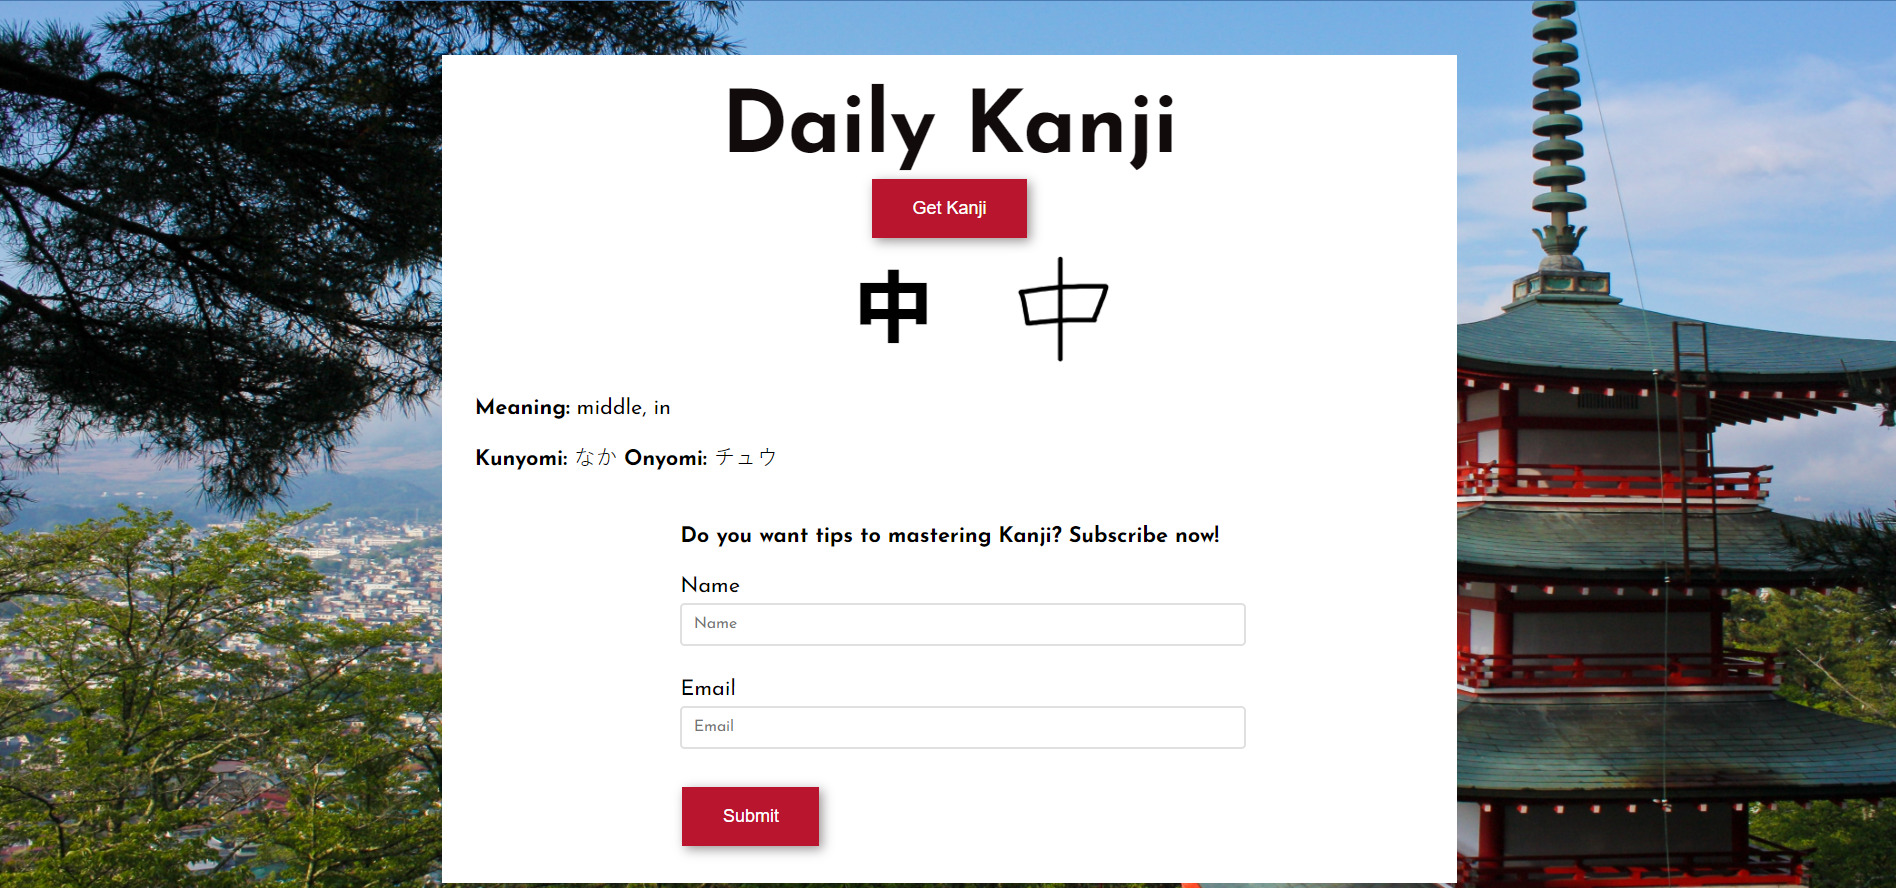 Daily Kanji
Get Kanji
中 中
Meaning: middle, in
Kunyomi: なか Onyomi: チュウ
Do you want tips to mastering Kanji? Subscribe now!
Name
Name
Email
Email
Submit